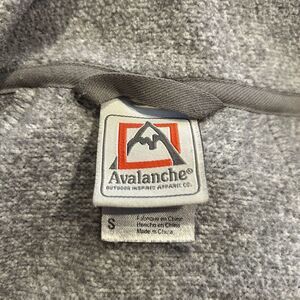 Avalanche®
OUTDOOR INSPIRED APPAREL CO.
S
Fabriqué en Chine
Hecho en China
Made in China